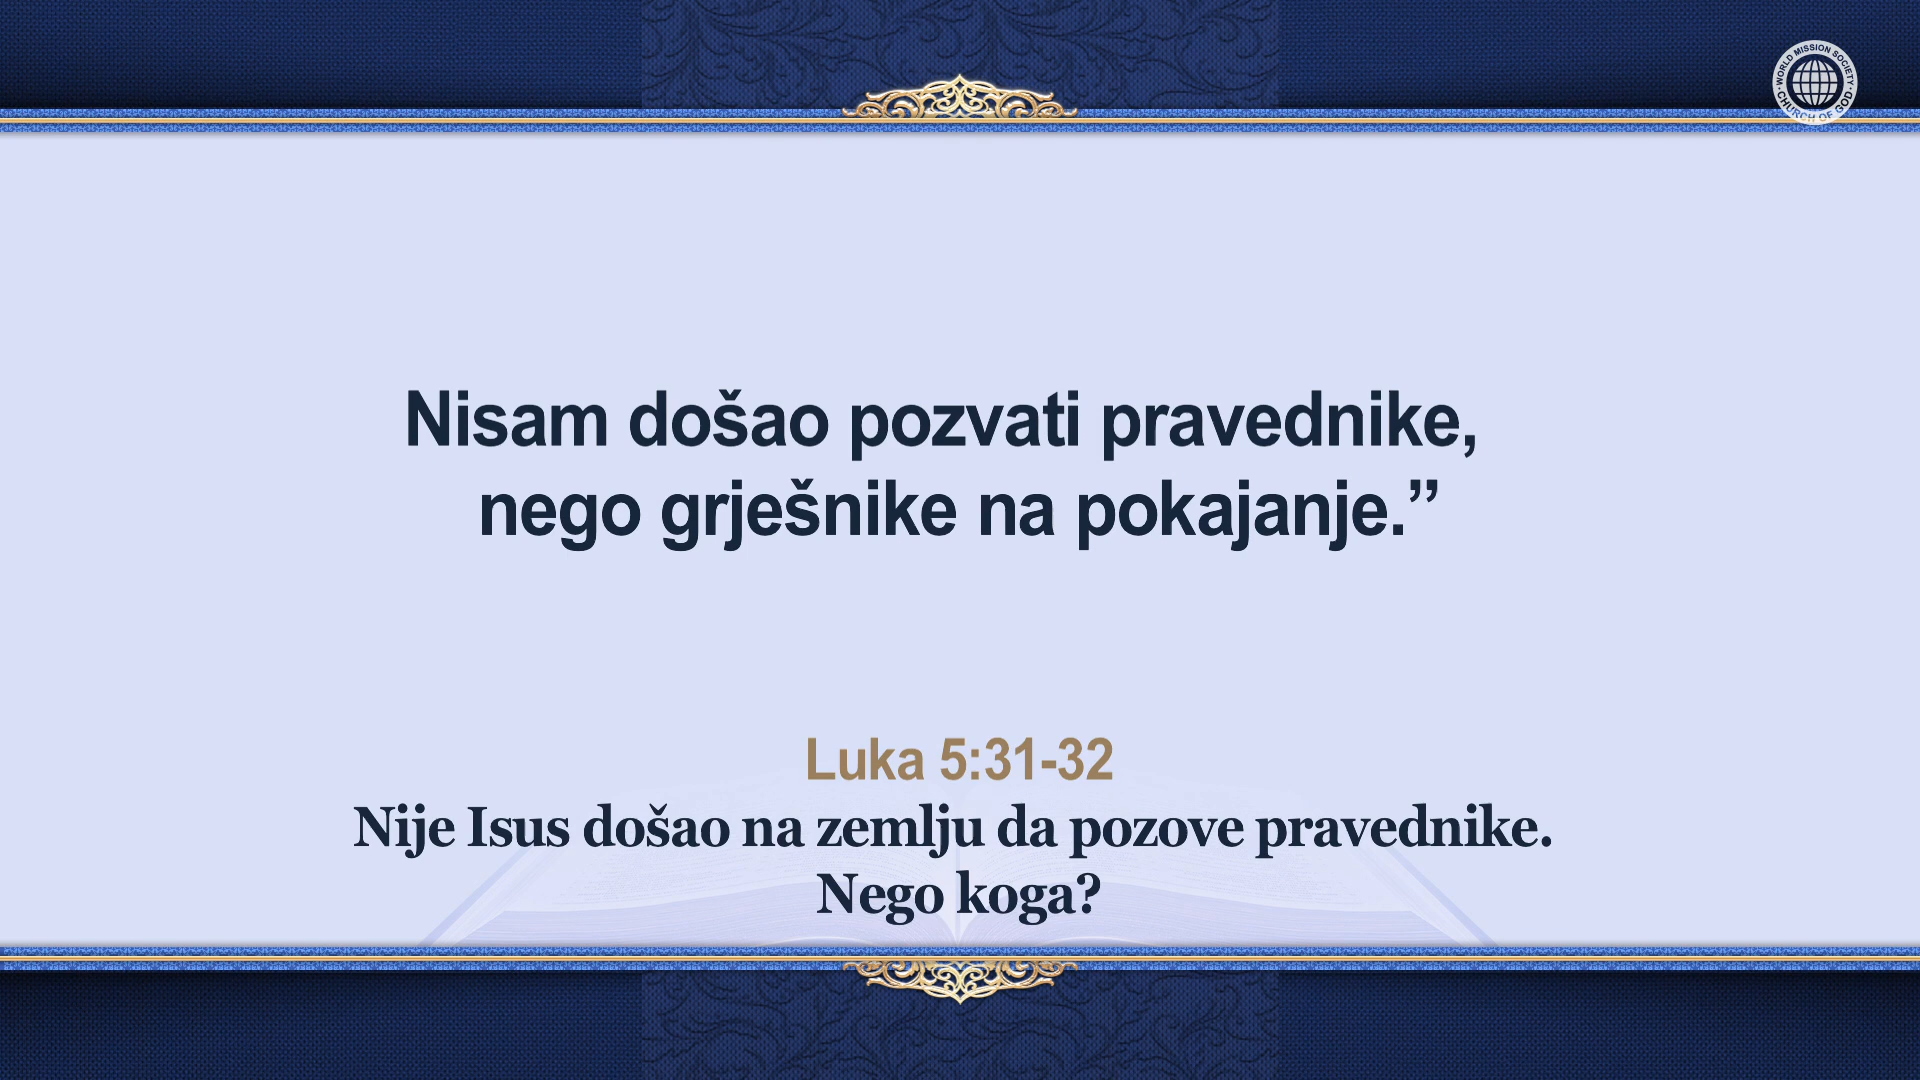 WORLD MISSION SOCIETY
CHURCH OF GOD
Nisam došao pozvati pravednike,
nego grješnike na pokajanje.”
Luka 5:31-32
Nije Isus došao na zemlju da pozove pravednike.
Nego koga?